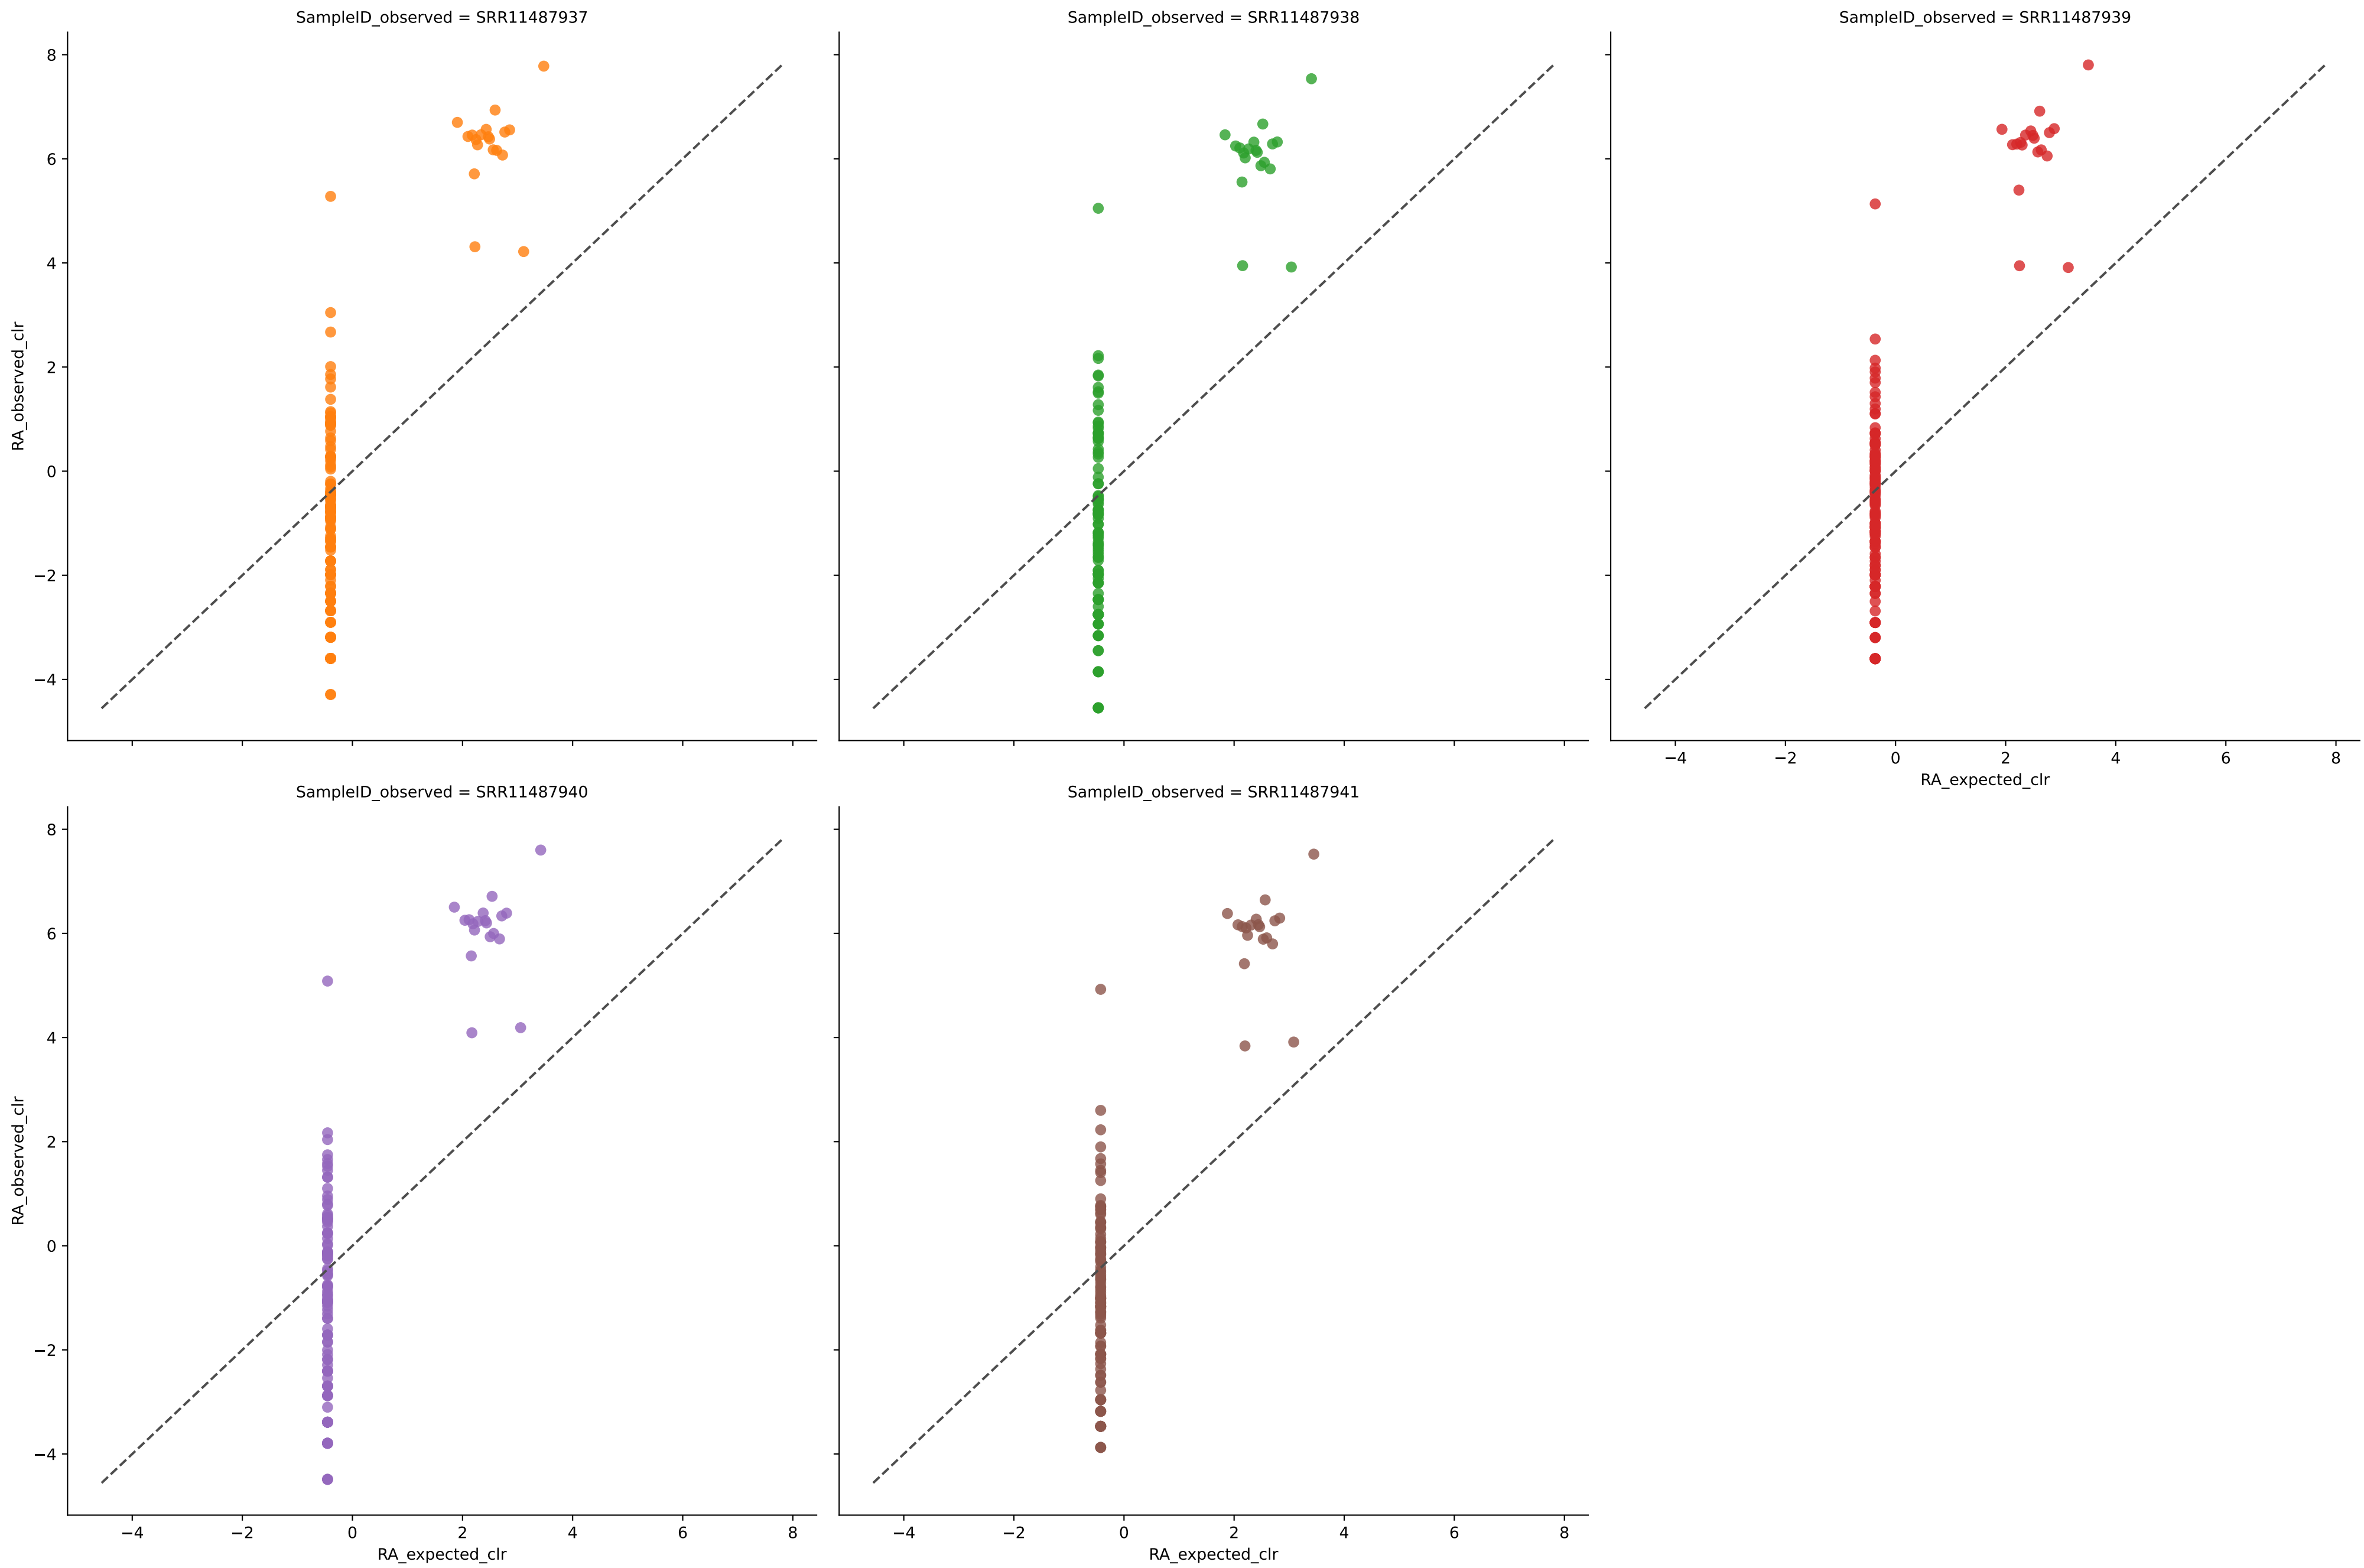 SampleID_observed = SRR11487937
SampleID_observed = SRR11487938
SampleID_observed = SRR11487939
8
6
4
2
0
−2
−4
RA_observed_clr
−4 −2 0 2 4 6 8
RA_expected_clr
SampleID_observed = SRR11487940
SampleID_observed = SRR11487941
8
6
4
2
0
−2
−4
RA_observed_clr
−4 −2 0 2 4 6 8
−4 −2 0 2 4 6 8
RA_expected_clr
RA_expected_clr